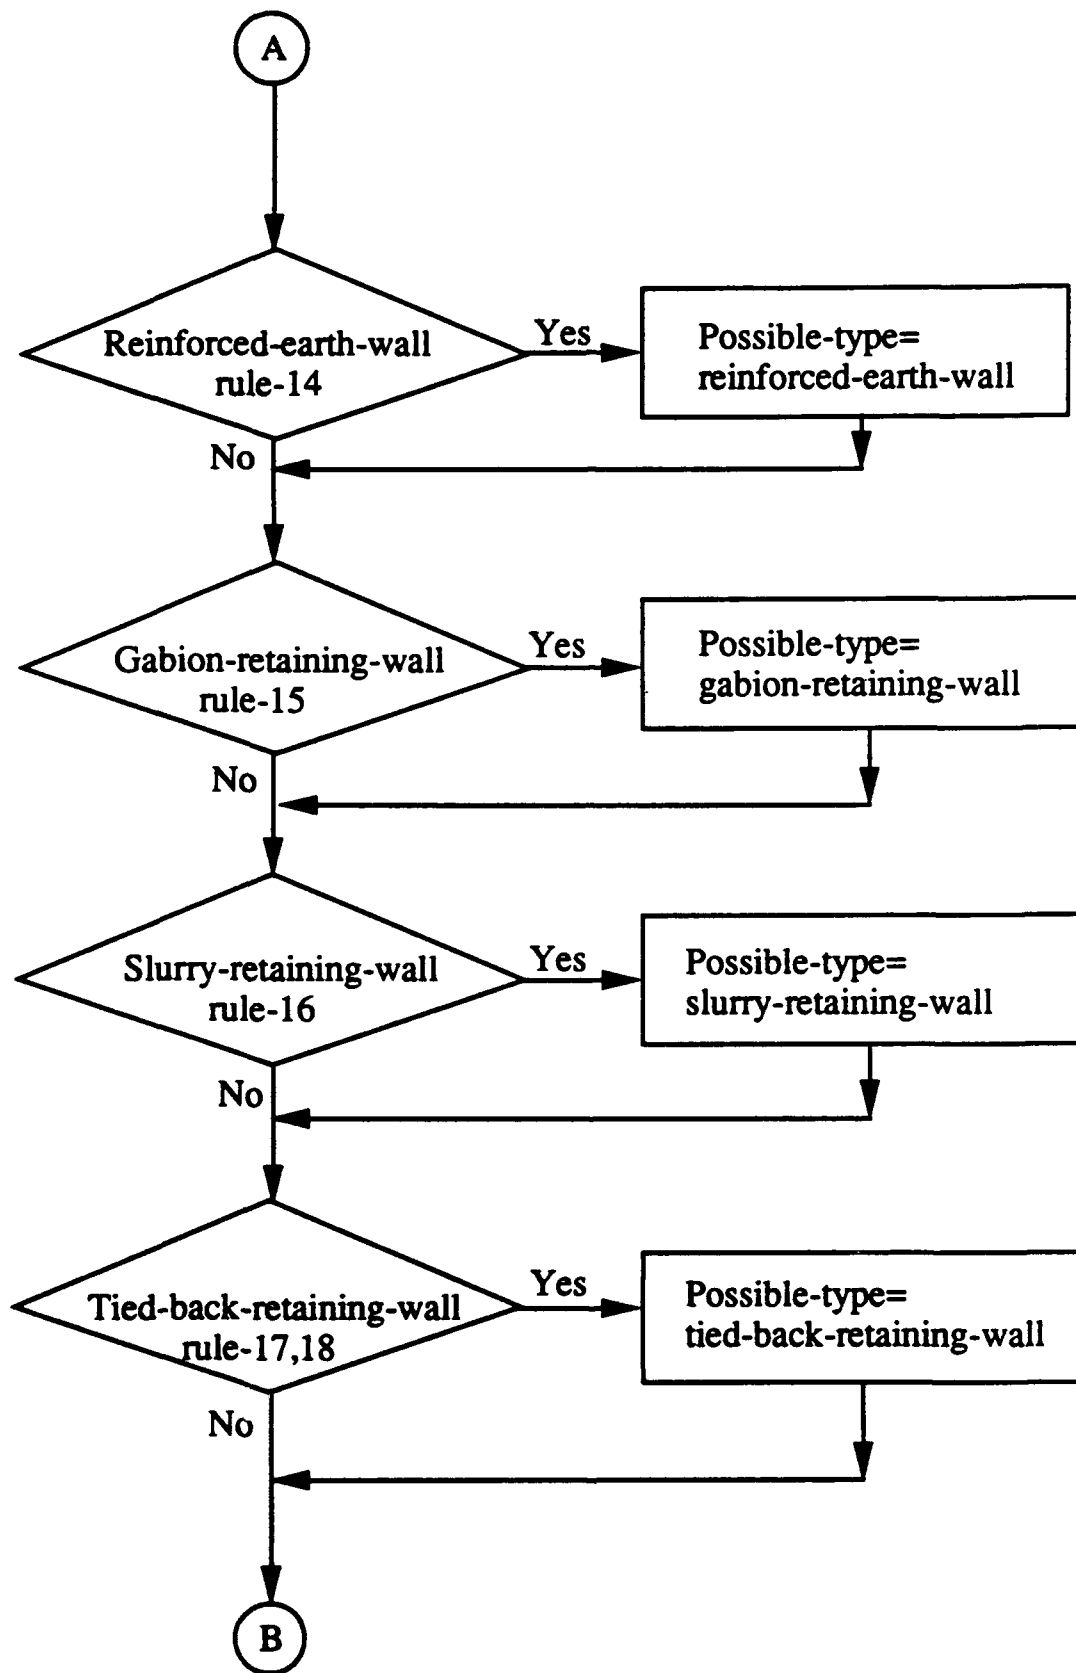 A
Reinforced-earth-wall
rule-14
Yes
Possible-type=
reinforced-earth-wall
No
Gabion-retaining-wall
rule-15
Yes
Possible-type=
gabion-retaining-wall
No
Slurry-retaining-wall
rule-16
Yes
Possible-type=
slurry-retaining-wall
No
Tied-back-retaining-wall
rule-17,18
Yes
Possible-type=
tied-back-retaining-wall
No
B